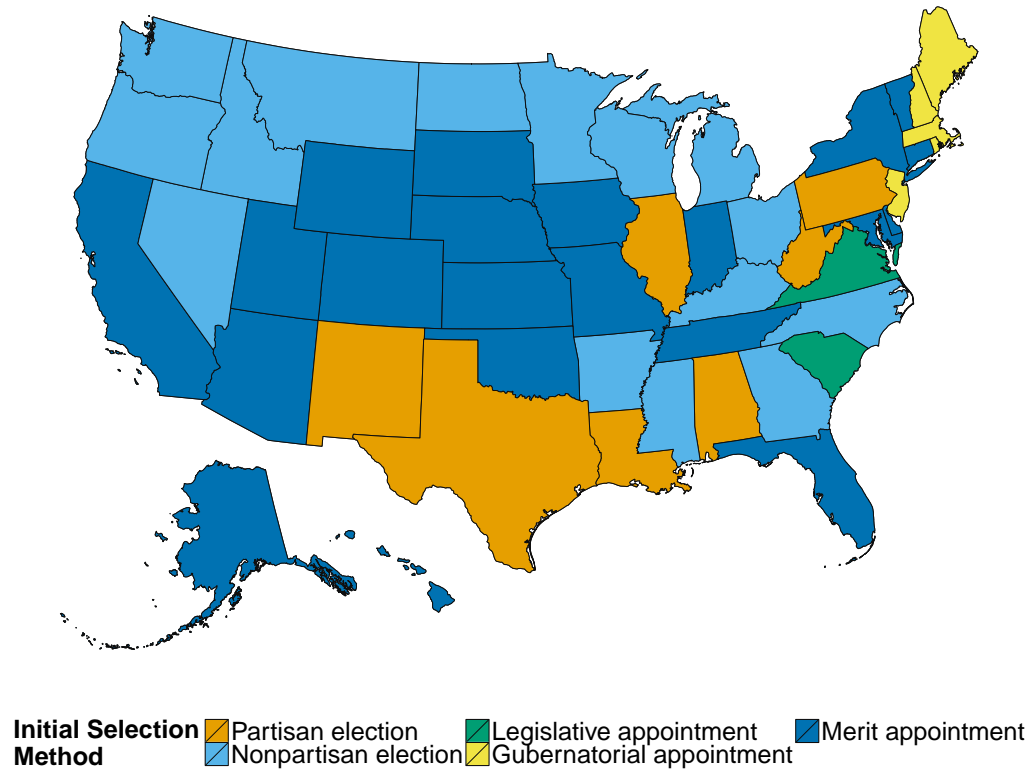 Initial Selection Method
Partisan election
Nonpartisan election
Legislative appointment
Gubernatorial appointment
Merit appointment